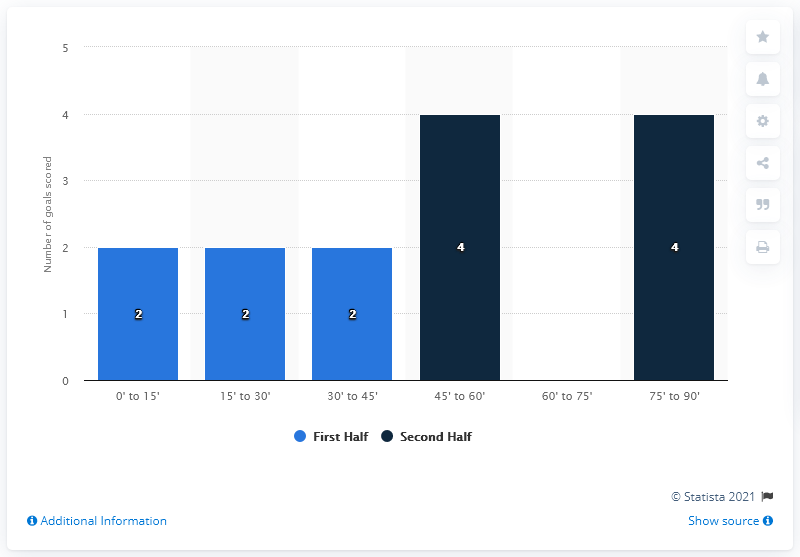 Number of goals scored
5
4
3
2
1
0
2
2
2
4
4
0' to 15'
15' to 30'
30' to 45'
45' to 60'
60' to 75'
75' to 90'
First Half
Second Half
© Statista 2021
Additional Information
Show source